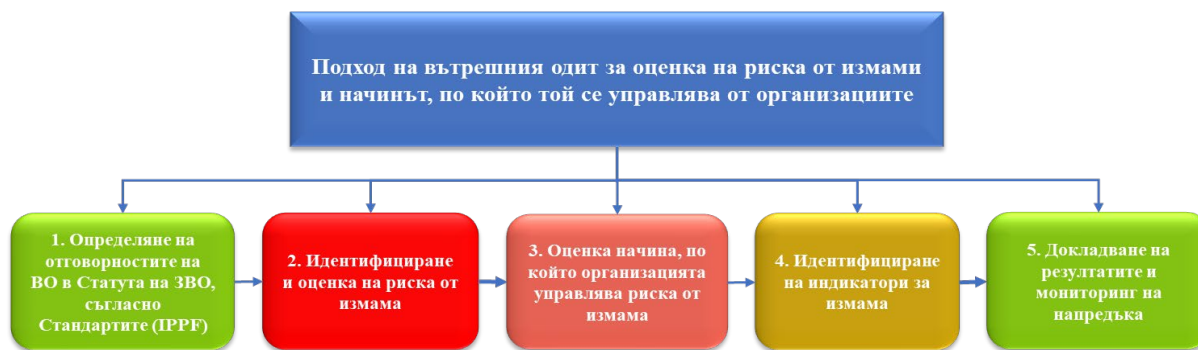 Подход на вътрешния одит за оценка на риска от измами
и начинът, по който той се управлява от организациите
1. Определяне на
отговорностите на
ВО в Статута на ЗВО,
съгласно
Стандартите (IPPF)
2. Идентифициране
и оценка на риска от
измама
3. Оценка начина, по
който организацията
управлява риска от
измама
4. Идентифициране
на индикатори за
измама
5. Докладване на
резултатите и
мониторинг на
напредъка